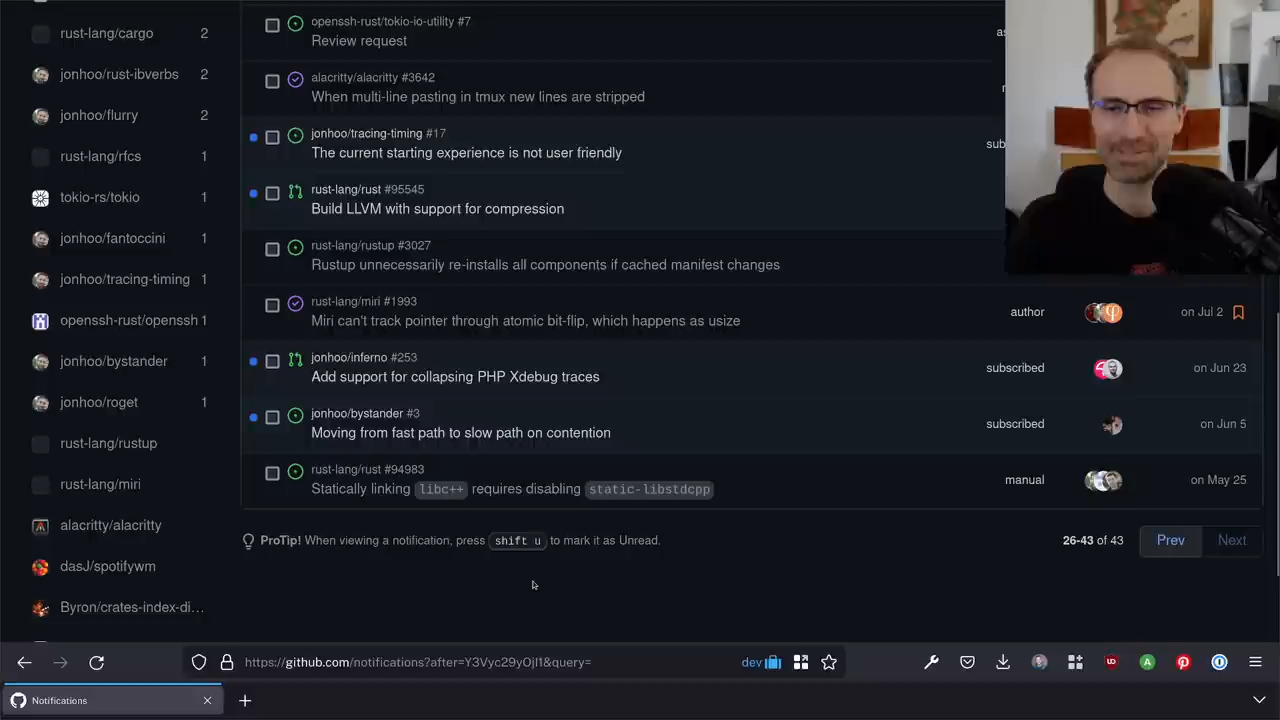 rust-lang/cargo 2
jonhoo/rust-ibverbs 2
jonhoo/flurry 2
rust-lang/rfcs 1
tokio-rs/tokio 1
jonhoo/fantoccini 1
jonhoo/tracing-timing 1
openssh-rust/openssh 1
jonhoo/bystander 1
jonhoo/roget 1
rust-lang/rustup
rust-lang/miri
alacritty/alacritty
dasJ/spotifywm
Byron/crates-index-di…
openssh-rust/tokio-io-utility #7
Review request
alacritty/alacritty #3642
When multi-line pasting in tmux new lines are stripped
jonhoo/tracing-timing #17
The current starting experience is not user friendly
sub
rust-lang/rust #95545
Build LLVM with support for compression
rust-lang/rustup #3027
Rustup unnecessarily re-installs all components if cached manifest changes
rust-lang/miri #1993
Miri can't track pointer through atomic bit-flip, which happens as usize
author on Jul 2
jonhoo/inferno #253
Add support for collapsing PHP Xdebug traces
subscribed on Jun 23
jonhoo/bystander #3
Moving from fast path to slow path on contention
subscribed on Jun 5
rust-lang/rust #94983
Statically linking libc++ requires disabling static-libstdcpp
manual on May 25
ProTip! When viewing a notification, press shift u to mark it as Unread.
26-43 of 43 Prev Next
https://github.com/notifications?after=Y3Vyc29yOjI1&query=
dev
Notifications